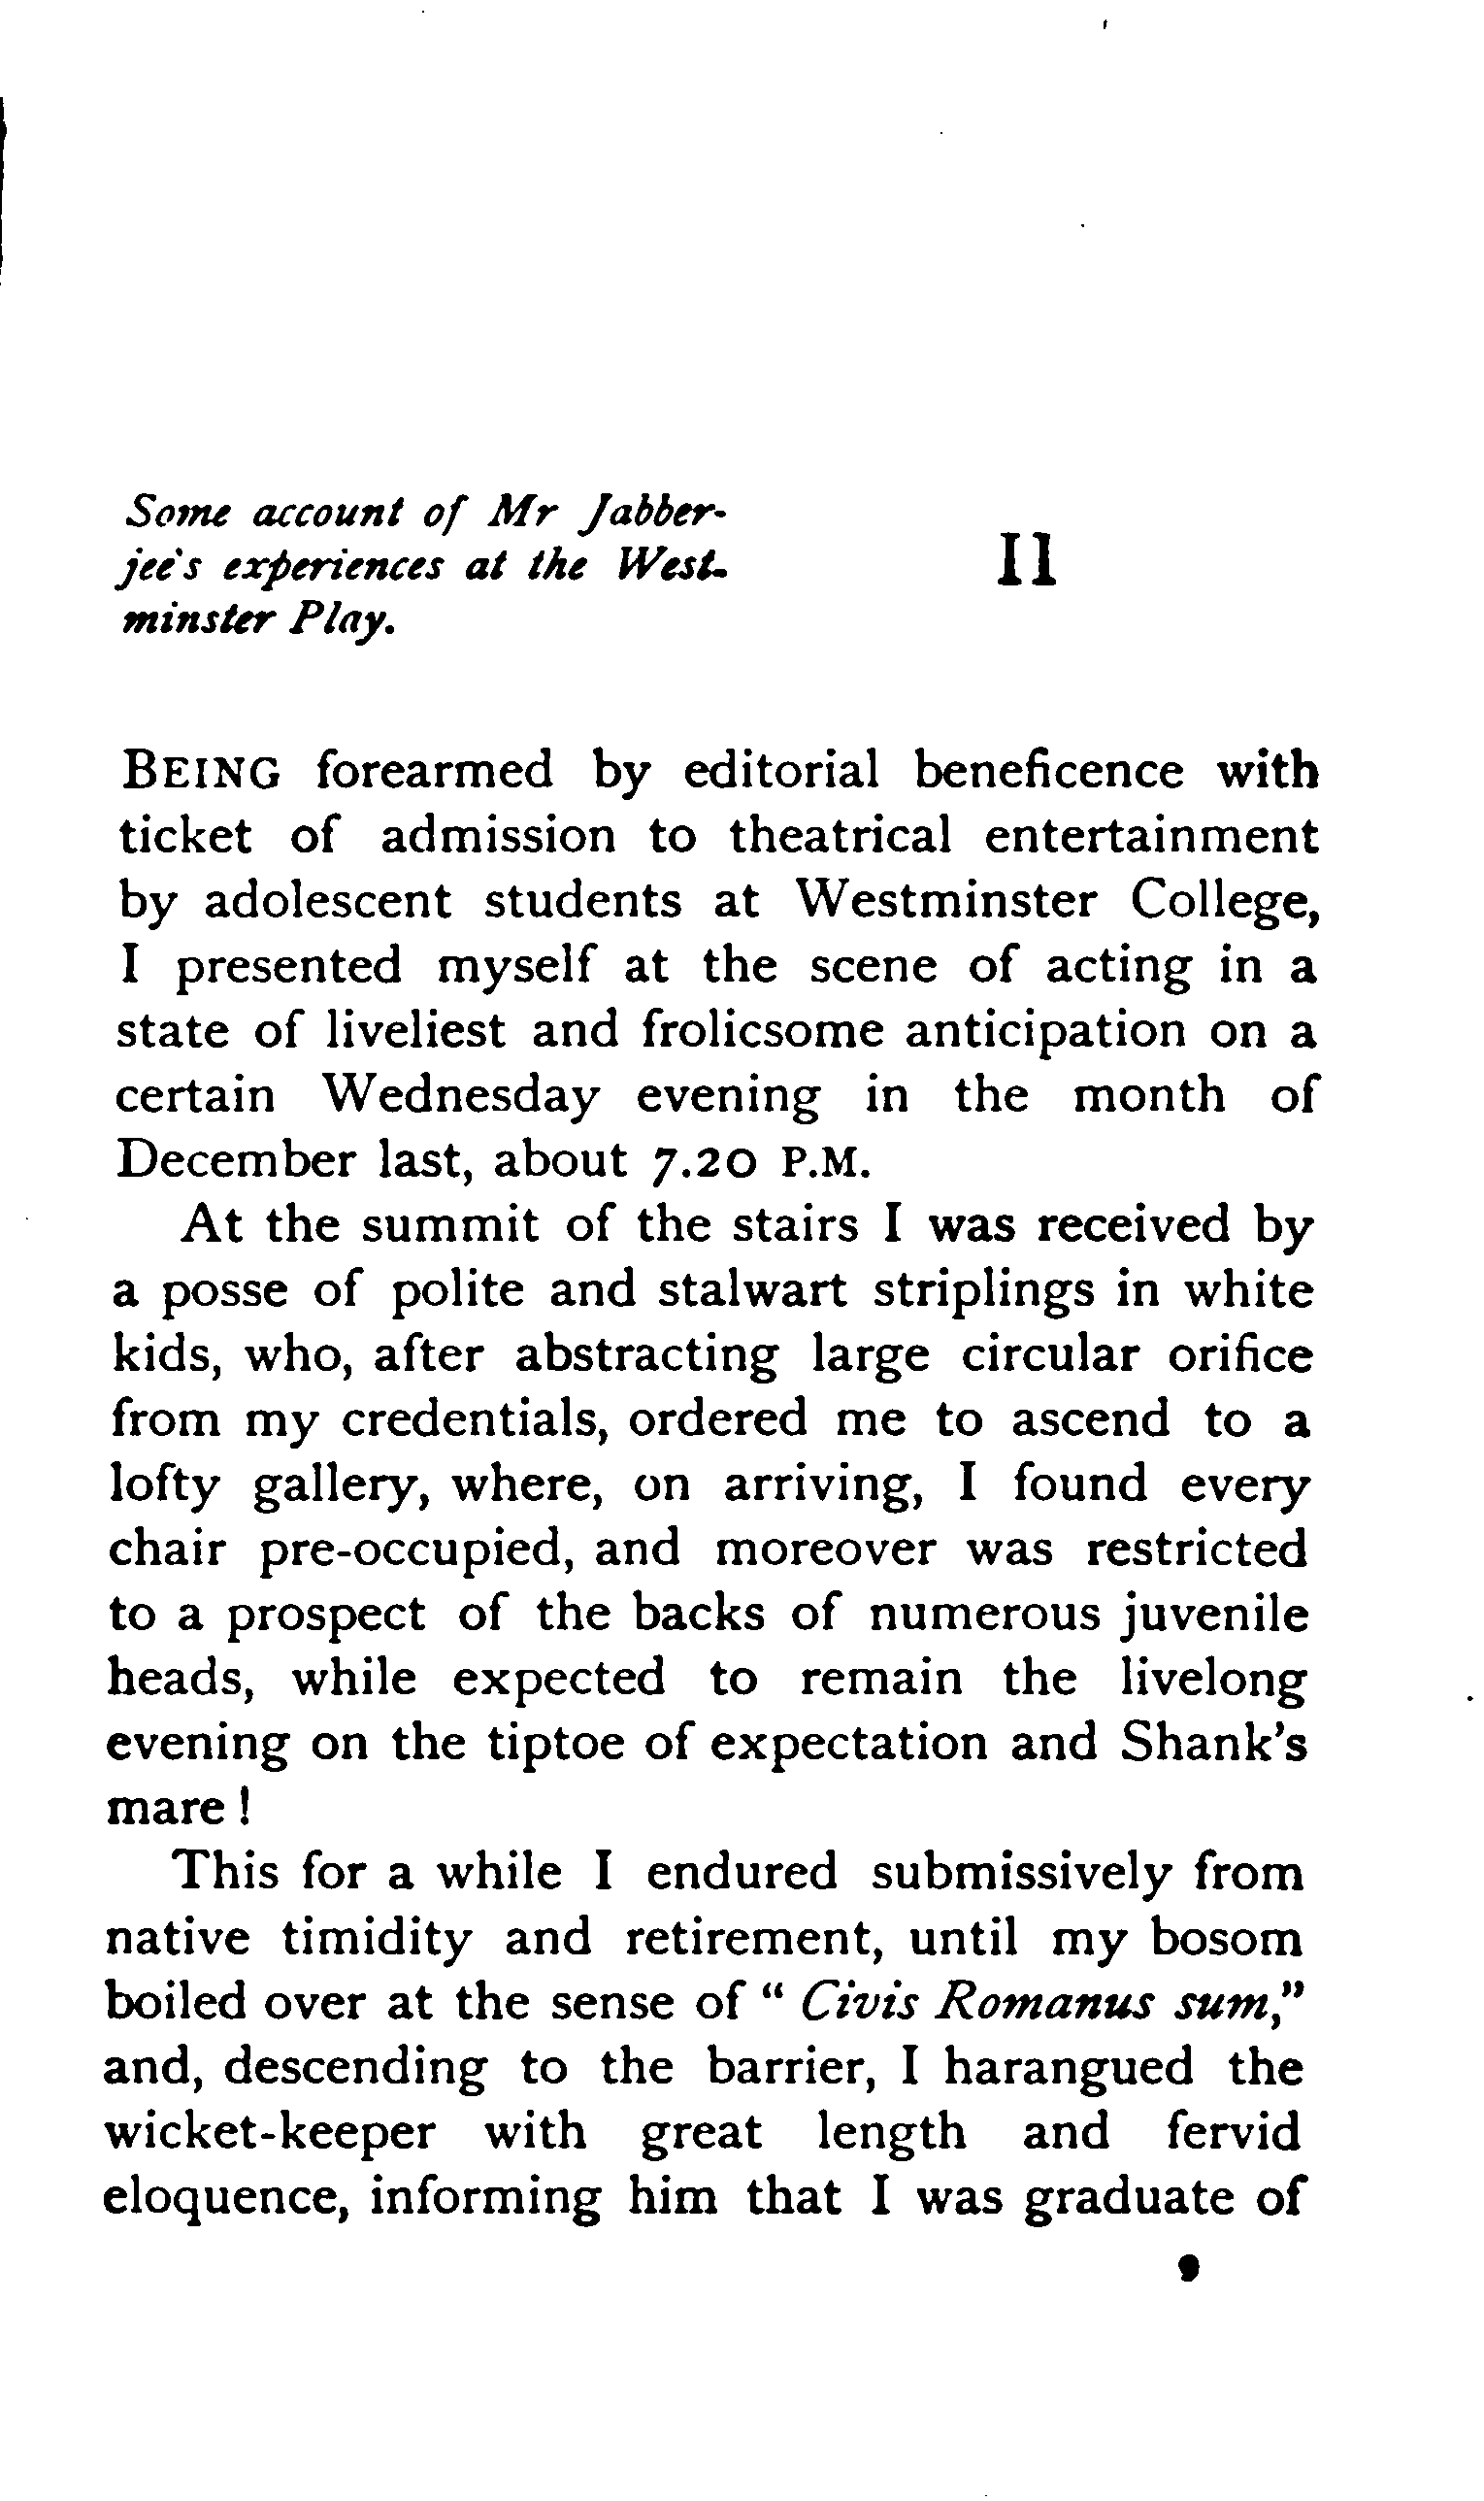 Some account of Mr Jabber-
jee's experiences at the West-
minster Play.
II
BEING forearmed by editorial beneficence with
ticket of admission to theatrical entertainment
by adolescent students at Westminster College,
I presented myself at the scene of acting in a
state of liveliest and frolicsome anticipation on a
certain Wednesday evening in the month of
December last, about 7.20 P.M.
At the summit of the stairs I was received by
a posse of polite and stalwart striplings in white
kids, who, after abstracting large circular orifice
from my credentials, ordered me to ascend to a
lofty gallery, where, on arriving, I found every
chair pre-occupied, and moreover was restricted
to a prospect of the backs of numerous juvenile
heads, while expected to remain the livelong
evening on the tiptoe of expectation and Shank's
mare !
This for a while I endured submissively from
native timidity and retirement, until my bosom
boiled over at the sense of " Civis Romanus sum,"
and, descending to the barrier, I harangued the
wicket-keeper with great length and fervid
eloquence, informing him that I was graduate of
9